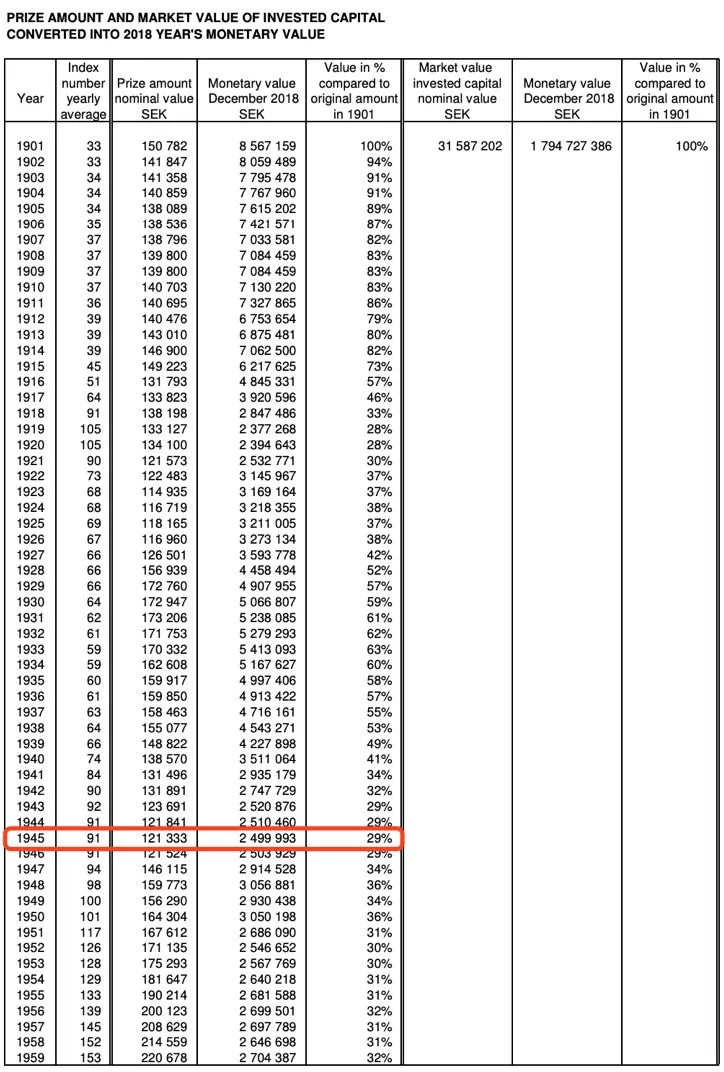 PRIZE AMOUNT AND MARKET VALUE OF INVESTED CAPITAL
CONVERTED INTO 2018 YEAR'S MONETARY VALUE
Index Value in % Market value Value in %
number Prize amount Monetary value compared to invested capital Monetary value compared to
Year yearly nominal value December 2018 original amount nominal value December 2018 original amount
average SEK SEK in 1901 SEK SEK in 1901
1901 33 150 782 8 567 159 100% 31 587 202 1 794 727 386 100%
1902 33 141 847 8 059 489 94%
1903 34 141 358 7 795 478 91%
1904 34 140 859 7 767 960 91%
1905 34 138 089 7 615 202 89%
1906 35 138 536 7 421 571 87%
1907 37 138 796 7 033 581 82%
1908 37 139 800 7 084 459 83%
1909 37 139 800 7 084 459 83%
1910 37 140 703 7 130 220 83%
1911 36 140 695 7 327 865 86%
1912 39 140 476 6 753 654 79%
1913 39 143 010 6 875 481 80%
1914 39 146 900 7 062 500 82%
1915 45 149 223 6 217 625 73%
1916 51 131 793 4 845 331 57%
1917 64 133 823 3 920 596 46%
1918 91 138 198 2 847 486 33%
1919 105 133 127 2 377 268 28%
1920 105 134 100 2 394 643 28%
1921 90 121 573 2 532 771 30%
1922 73 122 483 3 145 967 37%
1923 68 114 935 3 169 164 37%
1924 68 116 719 3 218 355 38%
1925 69 118 165 3 211 005 37%
1926 67 116 960 3 273 134 38%
1927 66 126 501 3 593 778 42%
1928 66 156 939 4 458 494 52%
1929 66 172 760 4 907 955 57%
1930 64 172 947 5 066 807 59%
1931 62 173 206 5 238 085 61%
1932 61 171 753 5 279 293 62%
1933 59 170 332 5 413 093 63%
1934 59 162 608 5 167 627 60%
1935 60 159 917 4 997 406 58%
1936 61 159 850 4 913 422 57%
1937 63 158 463 4 716 161 55%
1938 64 155 077 4 543 271 53%
1939 66 148 822 4 227 898 49%
1940 74 138 570 3 511 064 41%
1941 84 131 496 2 935 179 34%
1942 90 131 891 2 747 729 32%
1943 92 123 691 2 520 876 29%
1944 91 121 841 2 510 460 29%
1945 91 121 333 2 499 993 29%
1946 91 121 524 2 503 929 29%
1947 94 146 115 2 914 528 34%
1948 98 159 773 3 056 881 36%
1949 100 156 290 2 930 438 34%
1950 101 164 304 3 050 198 36%
1951 117 167 612 2 686 090 31%
1952 126 171 135 2 546 652 30%
1953 128 175 293 2 567 769 30%
1954 129 181 647 2 640 218 31%
1955 133 190 214 2 681 588 31%
1956 139 200 123 2 699 501 32%
1957 145 208 629 2 697 789 31%
1958 152 214 559 2 646 698 31%
1959 153 220 678 2 704 387 32%